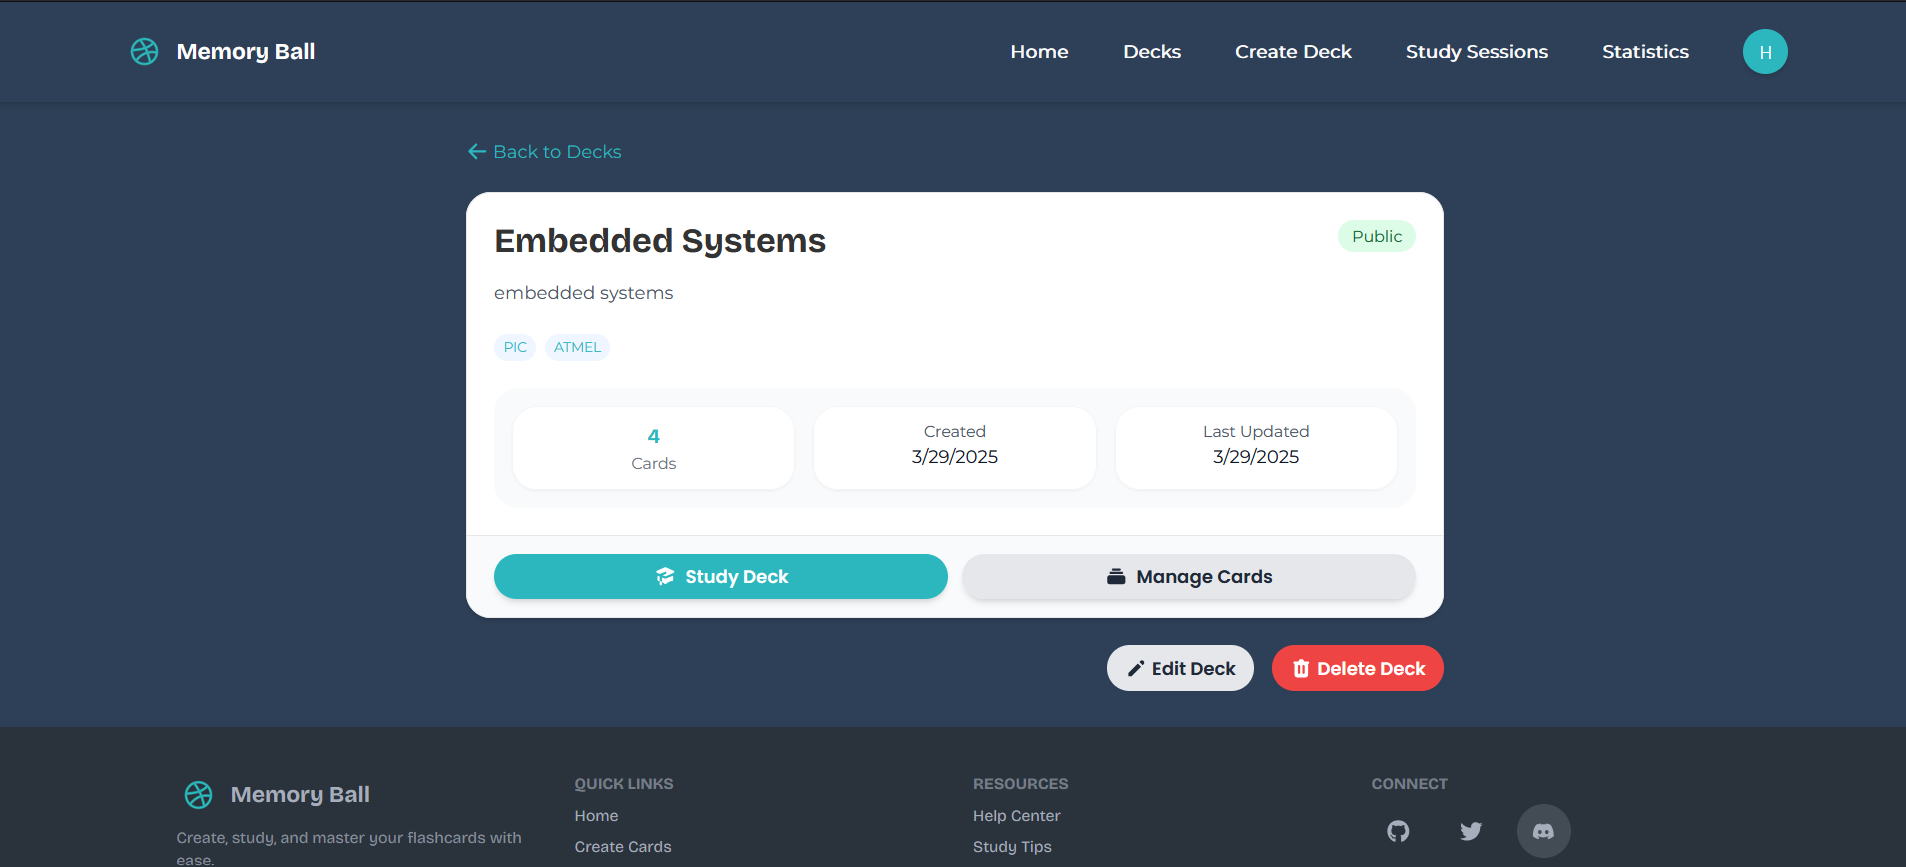 Memory Ball
Home
Decks
Create Deck
Study Sessions
Statistics
H
Back to Decks
Embedded Systems
Public
embedded systems
PIC
ATMEL
4
Cards
Created
3/29/2025
Last Updated
3/29/2025
Study Deck
Manage Cards
Edit Deck
Delete Deck
Memory Ball
Create, study, and master your flashcards with
ease.
QUICK LINKS
Home
Create Cards
RESOURCES
Help Center
Study Tips
CONNECT